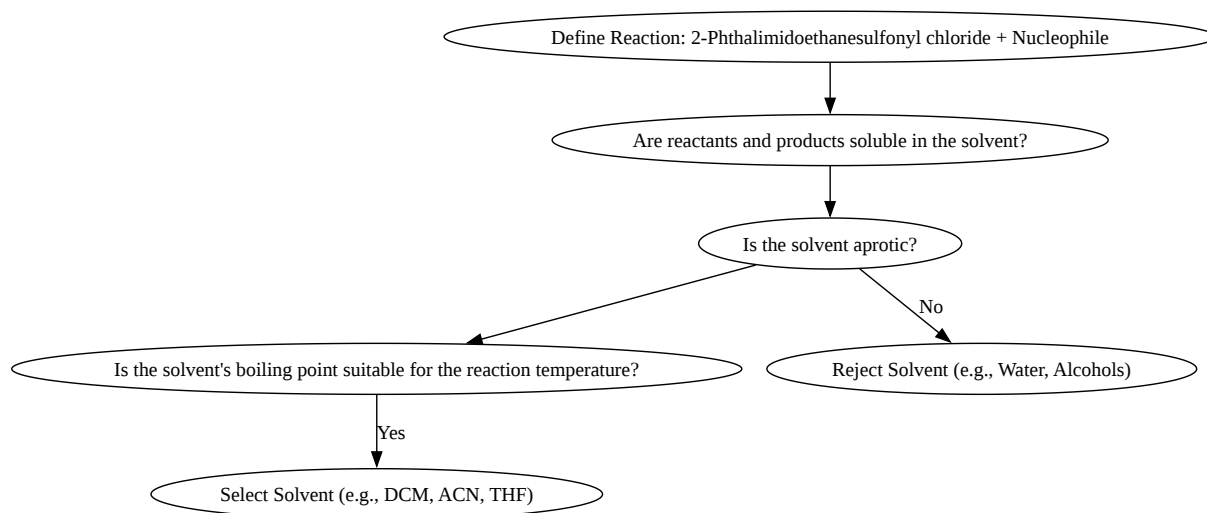 Define Reaction: 2-Phthalimidoethanesulfonyl chloride + Nucleophile
Are reactants and products soluble in the solvent?
Is the solvent aprotic?
No
Is the solvent's boiling point suitable for the reaction temperature?
Reject Solvent (e.g., Water, Alcohols)
Yes
Select Solvent (e.g., DCM, ACN, THF)